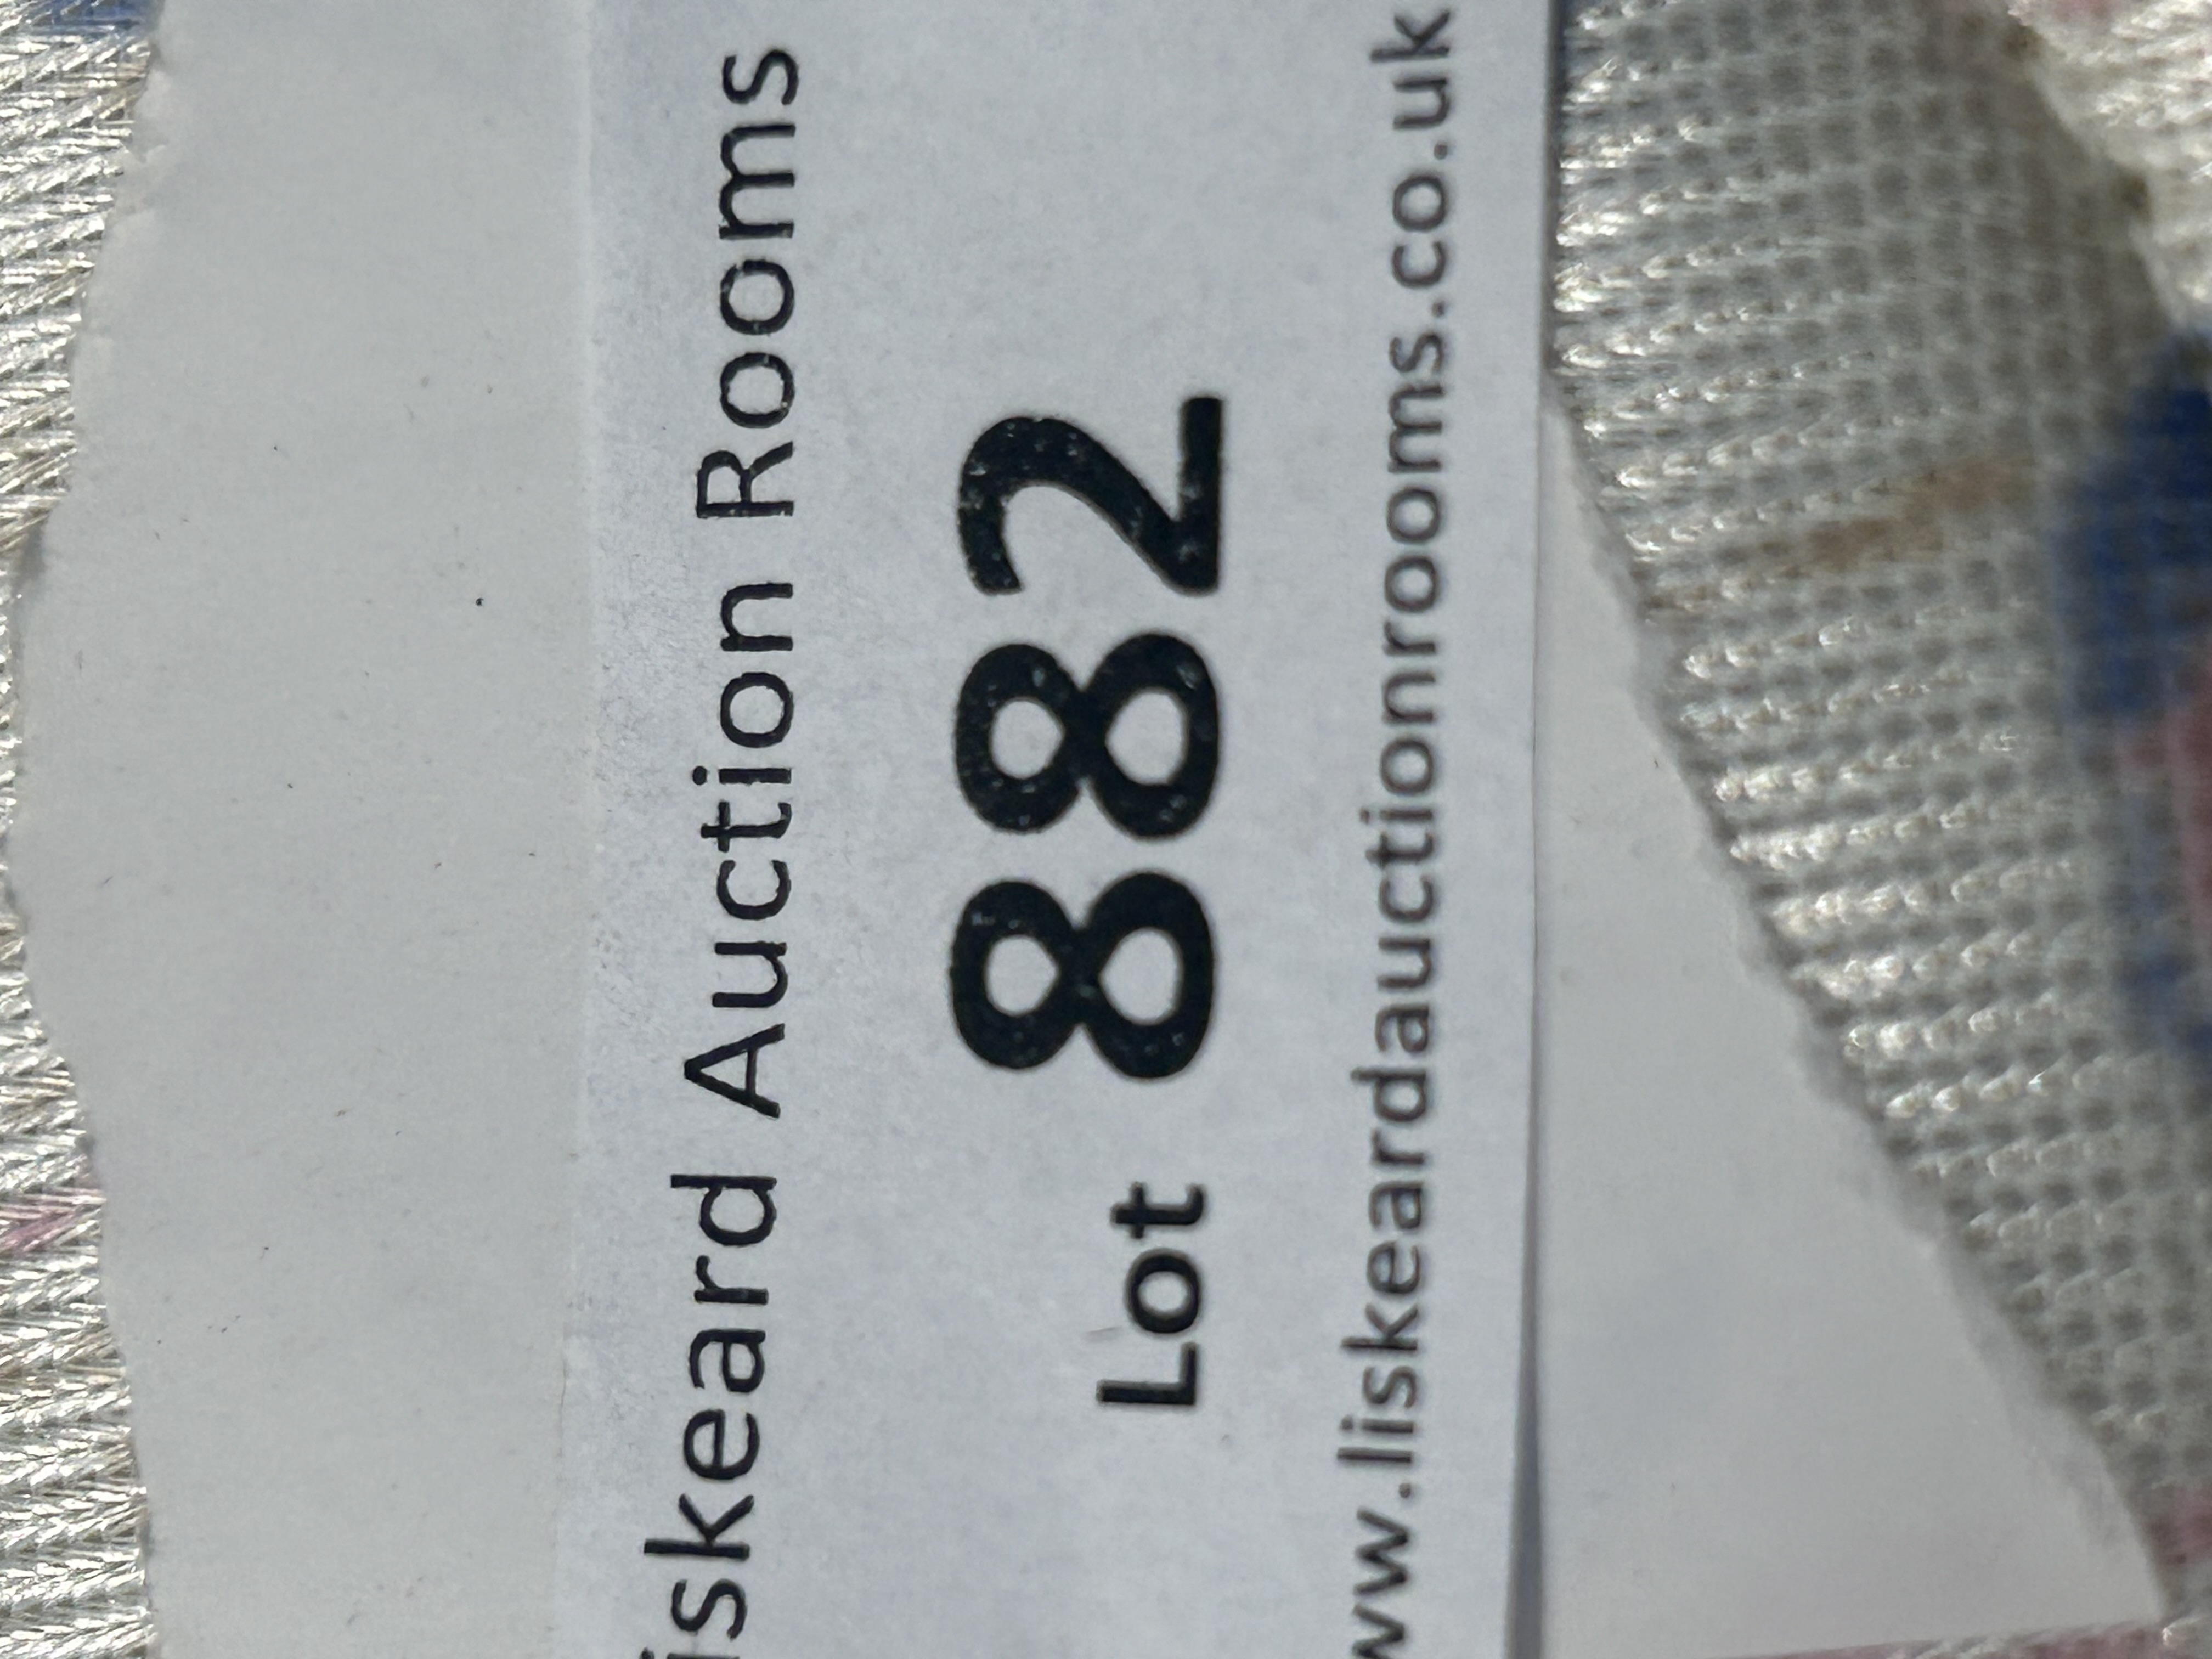 iskeard Auction Rooms
Lot 882
ww.liskeardauctionrooms.co.uk